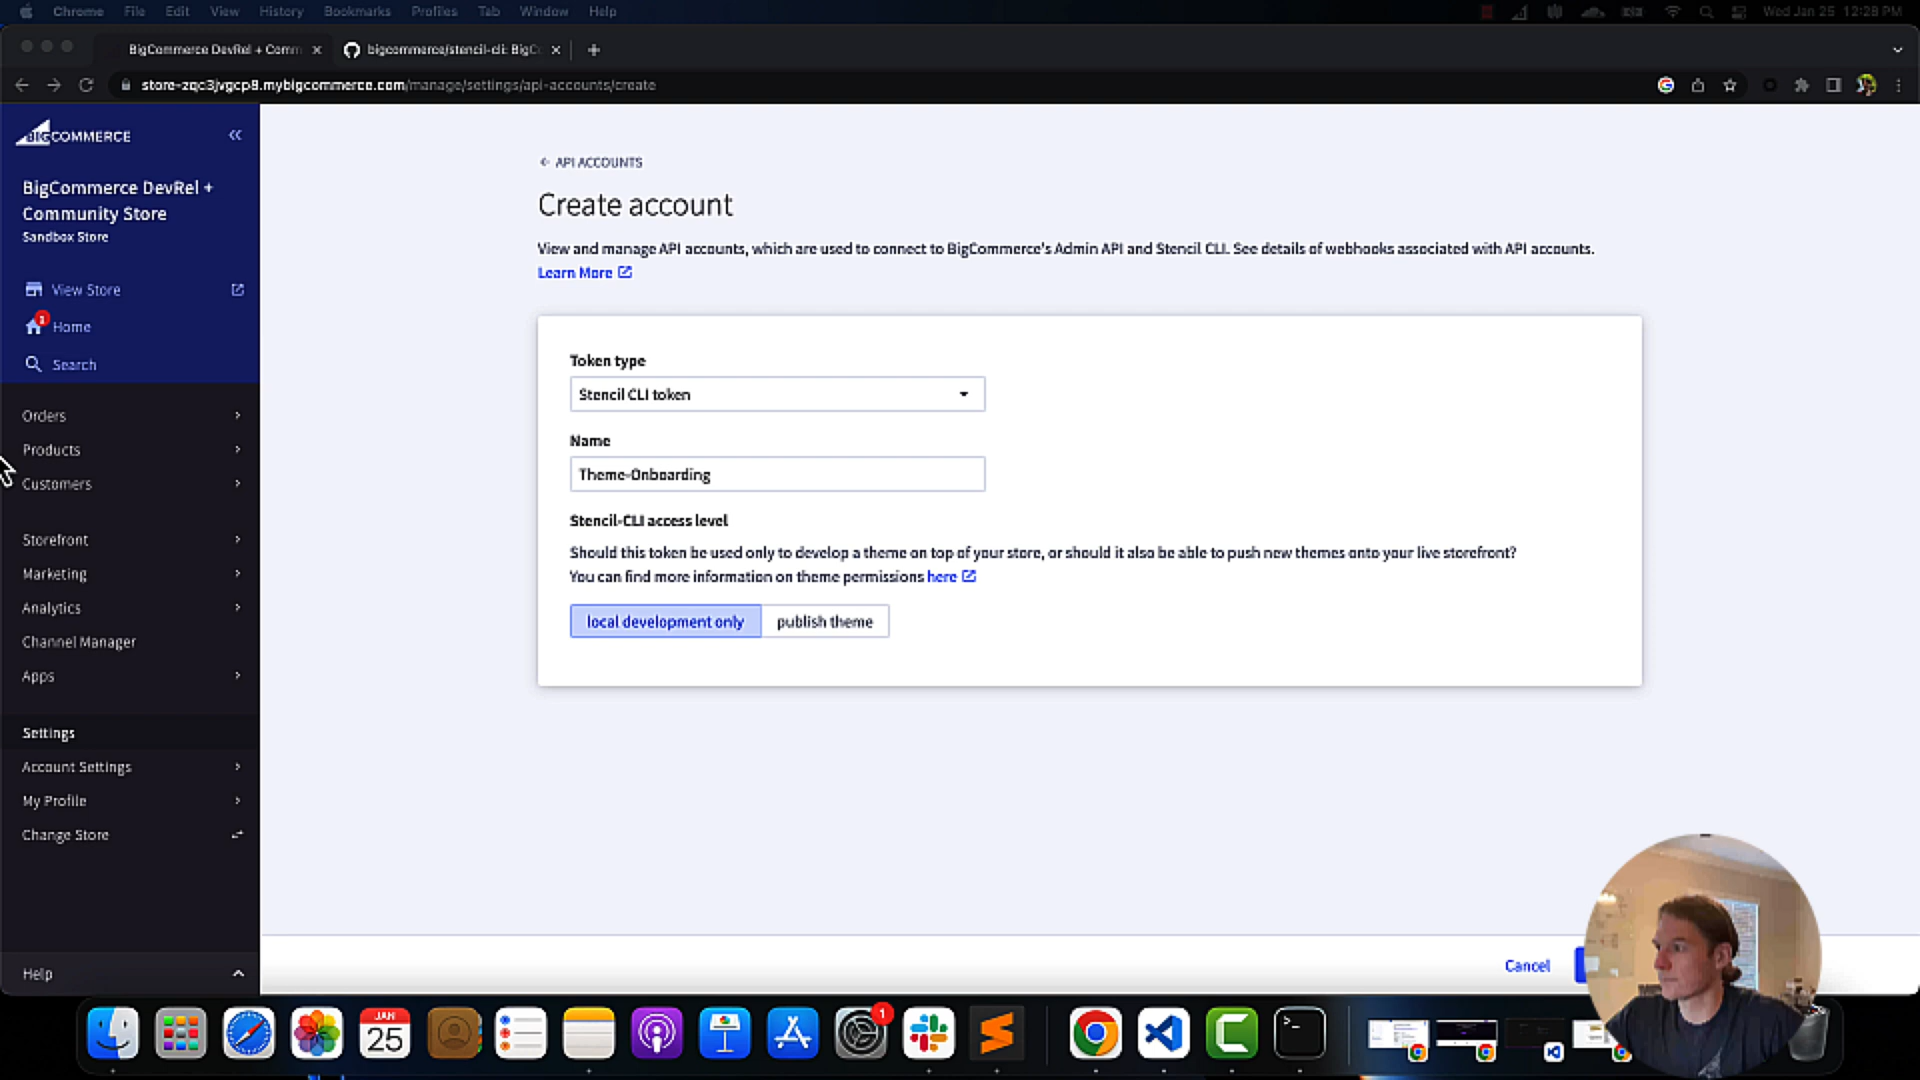 Chrome File Edit View History Bookmarks Profiles Tab Window Help
Wed Jan 25 12:28 PM
BigCommerce DevRel + Comm
bigcommerce/stencil-cli: BigC
store-zqc3jvgcp8.mybigcommerce.com/manage/settings/api-accounts/create
BIGCOMMERCE
BigCommerce DevRel +
Community Store
Sandbox Store
View Store
1
Home
Search
Orders
Products
Customers
Storefront
Marketing
Analytics
Channel Manager
Apps
Settings
Account Settings
My Profile
Change Store
Help
API ACCOUNTS
Create account
View and manage API accounts, which are used to connect to BigCommerce's Admin API and Stencil CLI. See details of webhooks associated with API accounts.
Learn More
Token type
Stencil CLI token
Name
Theme-Onboarding
Stencil-CLI access level
Should this token be used only to develop a theme on top of your store, or should it also be able to push new themes onto your live storefront?
You can find more information on theme permissions here
local development only
publish theme
Cancel
JAN
25
1